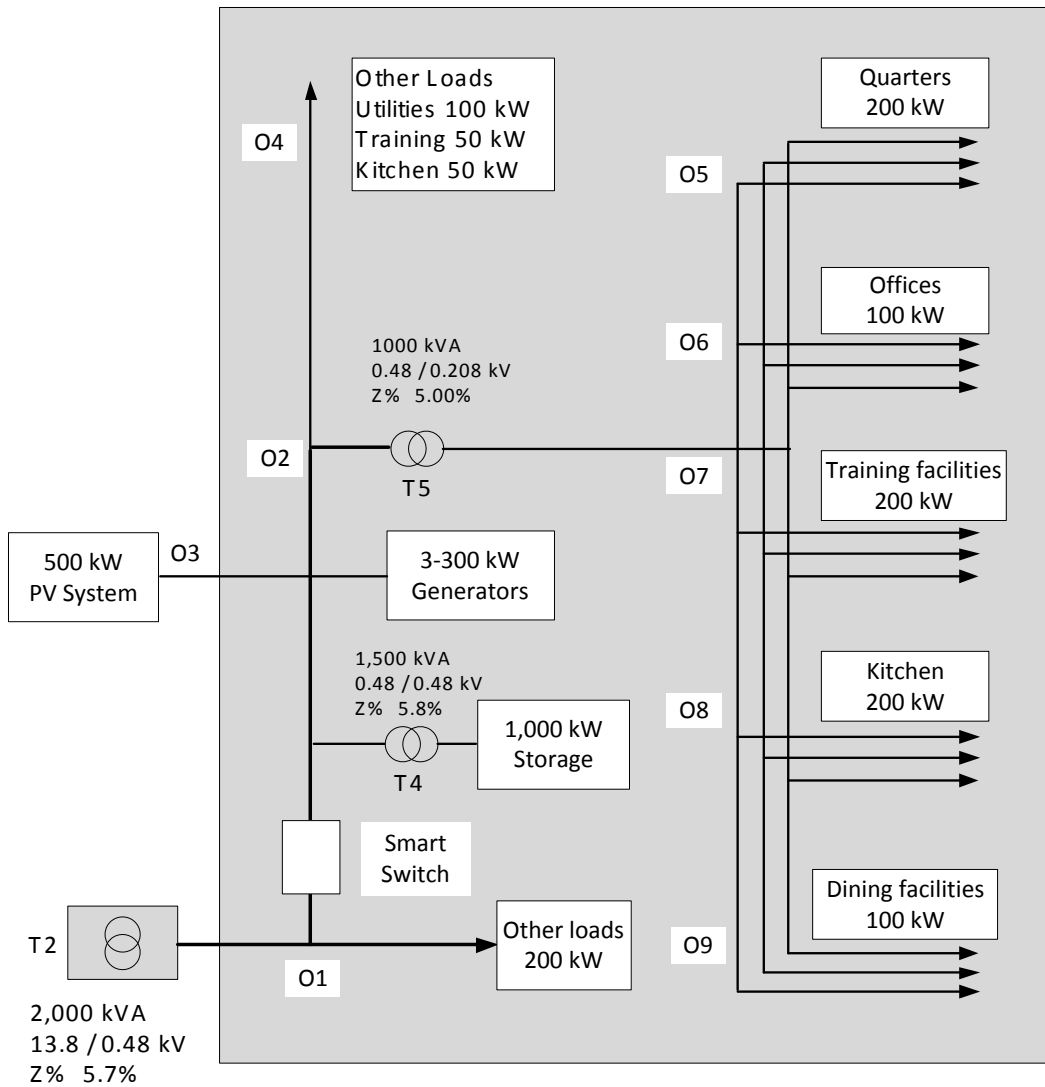 Other Loads
Utilities 100 kW
Training 50 kW
Kitchen 50 kW
O4
Quarters
200 kW
O5
Offices
100 kW
O6
1000 kVA
0.48 / 0.208 kV
Z% 5.00%
O2
T5
O7
Training facilities
200 kW
500 kW
PV System
O3
3-300 kW
Generators
1,500 kVA
0.48 / 0.48 kV
Z% 5.8%
T4
1,000 kW
Storage
Kitchen
200 kW
O8
Smart
Switch
Dining facilities
100 kW
O9
T2
O1
Other loads
200 kW
2,000 kVA
13.8 / 0.48 kV
Z% 5.7%